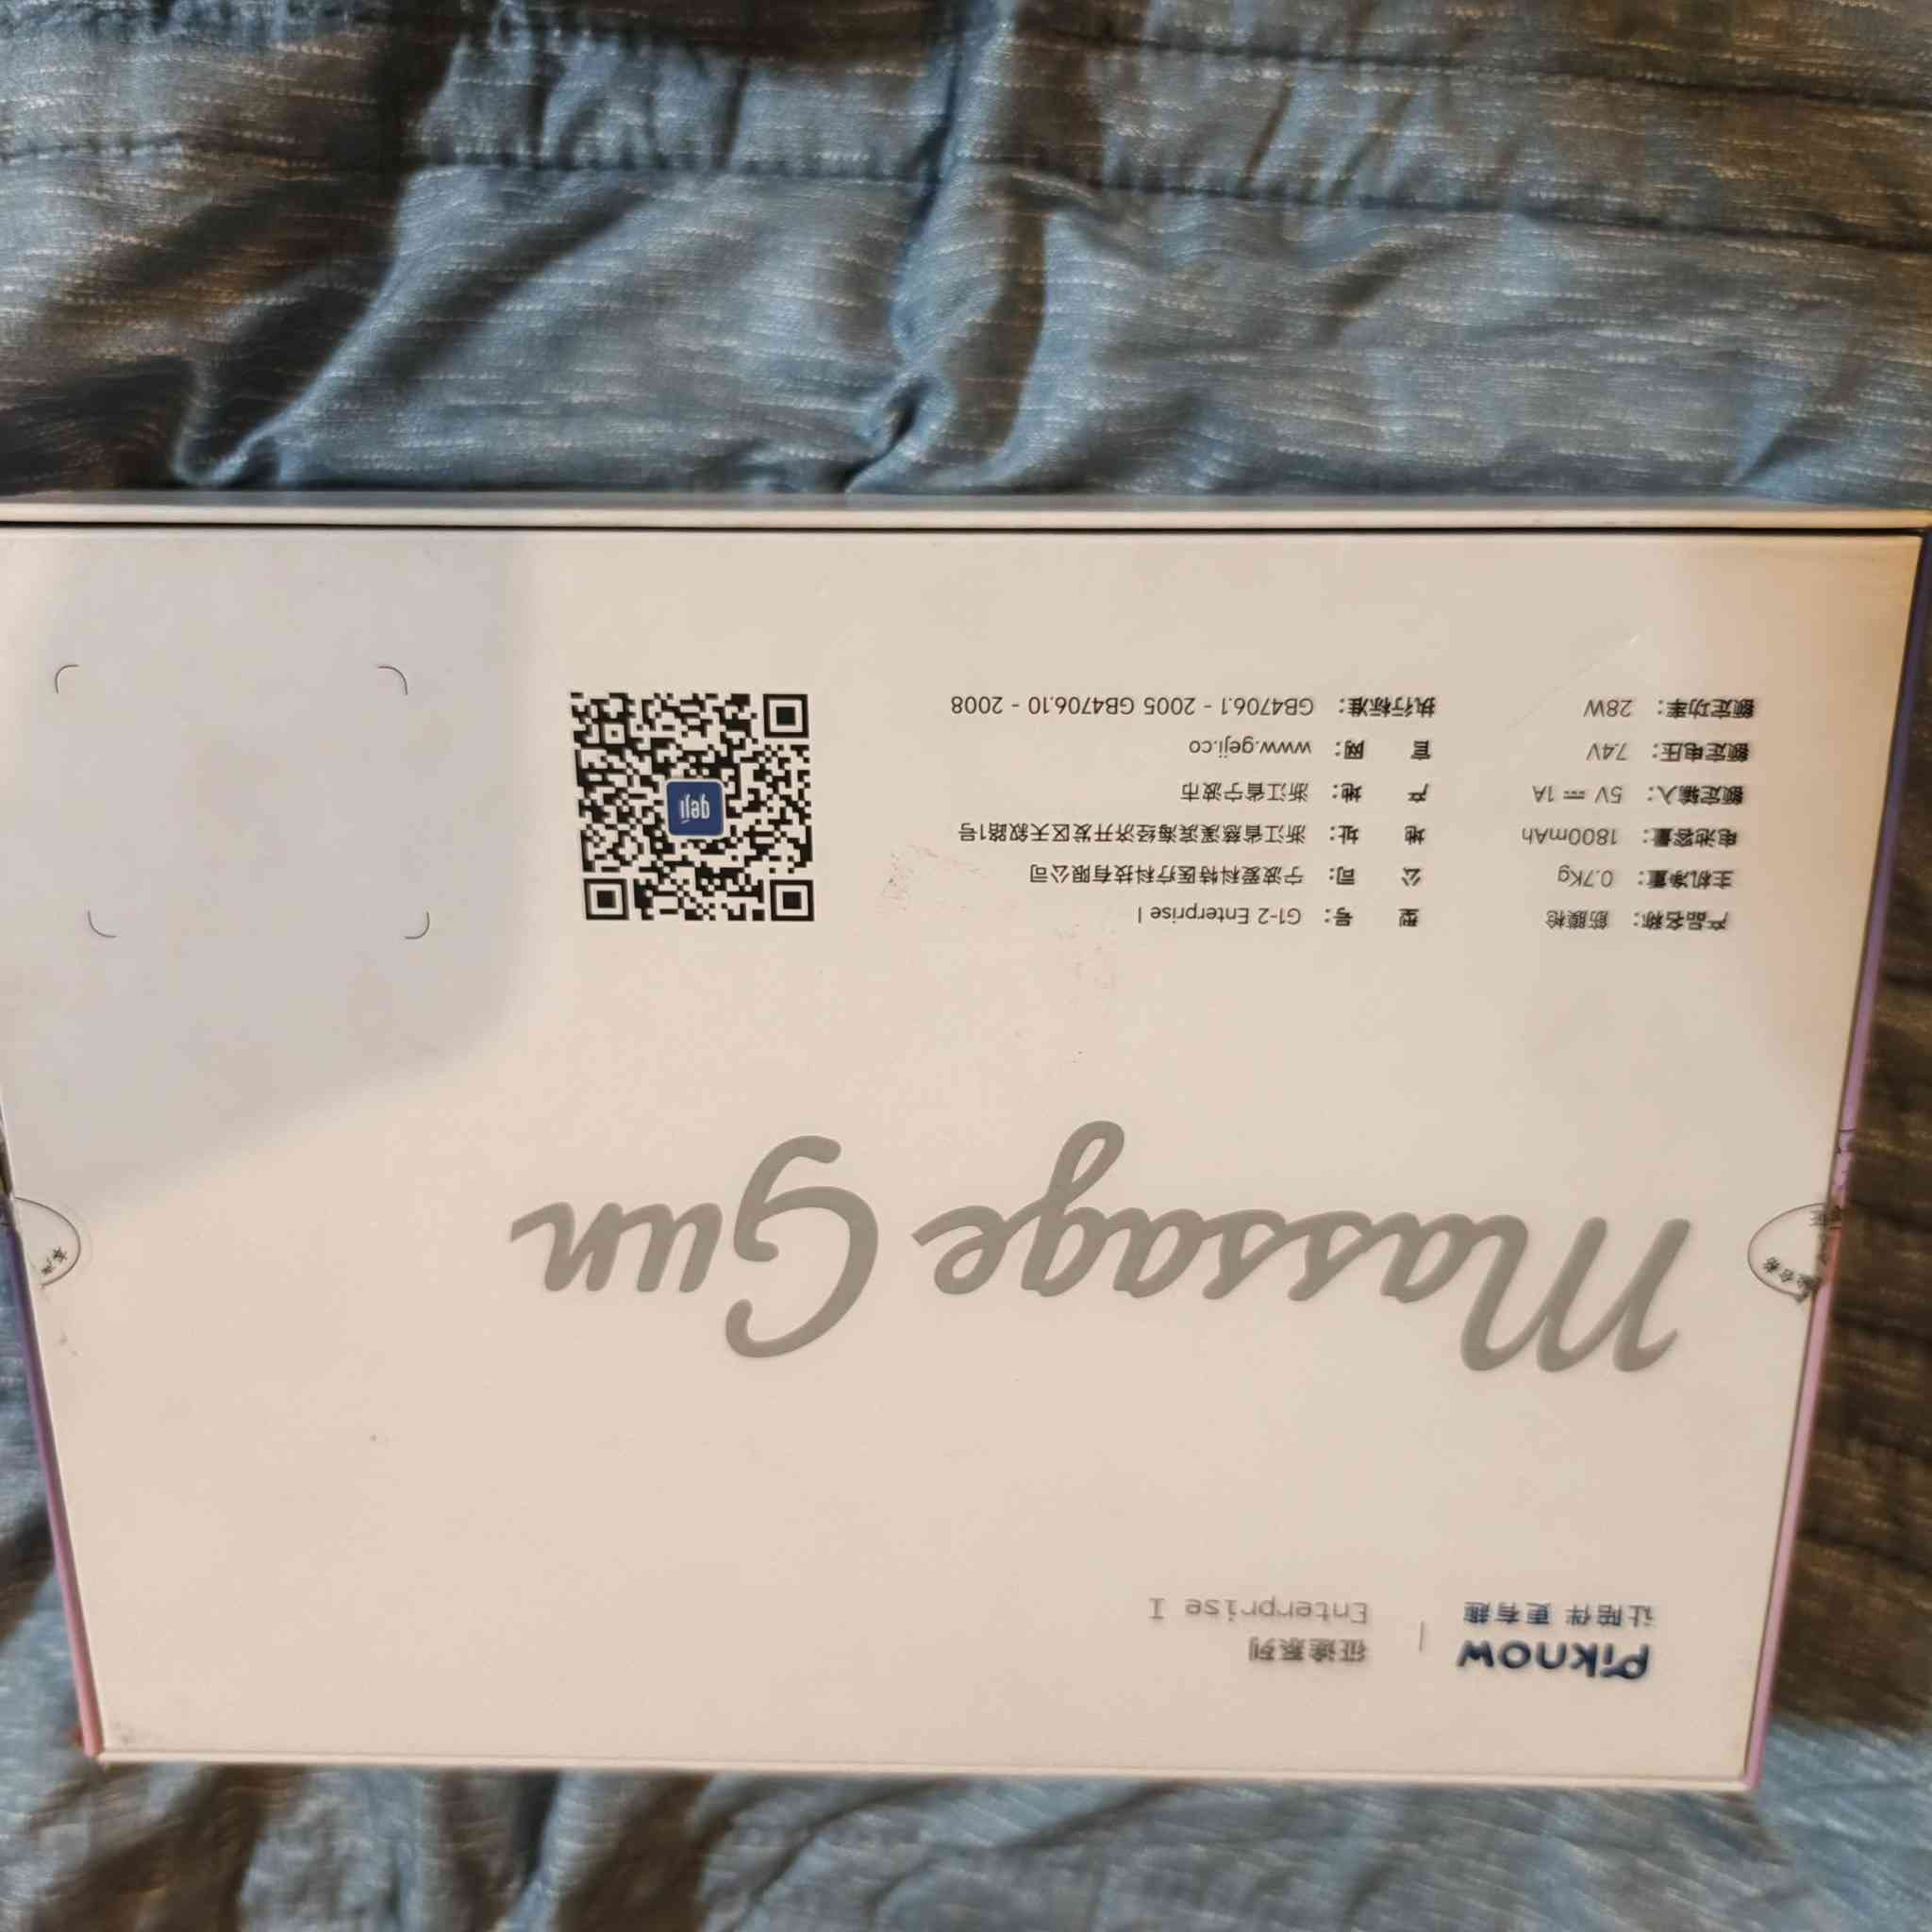 PiKNOW
让陪伴更有趣
征途系列
Enterprise I
Massage Gun
产品名称： 筋膜枪
主机净重： 0.7Kg
电池容量： 1800mAh
额定输入： 5V ⎓ 1A
额定电压： 7.4V
额定功率： 28W
型 号： G1-2 Enterprise I
公 司： 宁波爱科特医疗科技有限公司
地 址： 浙江省慈溪滨海经济开发区天叙路1号
产 地： 浙江省宁波市
官 网： www.geji.co
执行标准： GB4706.1 - 2005 GB4706.10 - 2008
geji